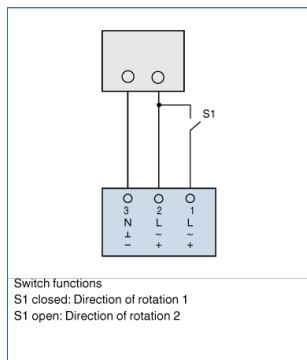 S1
3 2 1
N L L
⊥ ~ ~
− + +
Switch functions
S1 closed: Direction of rotation 1
S1 open: Direction of rotation 2